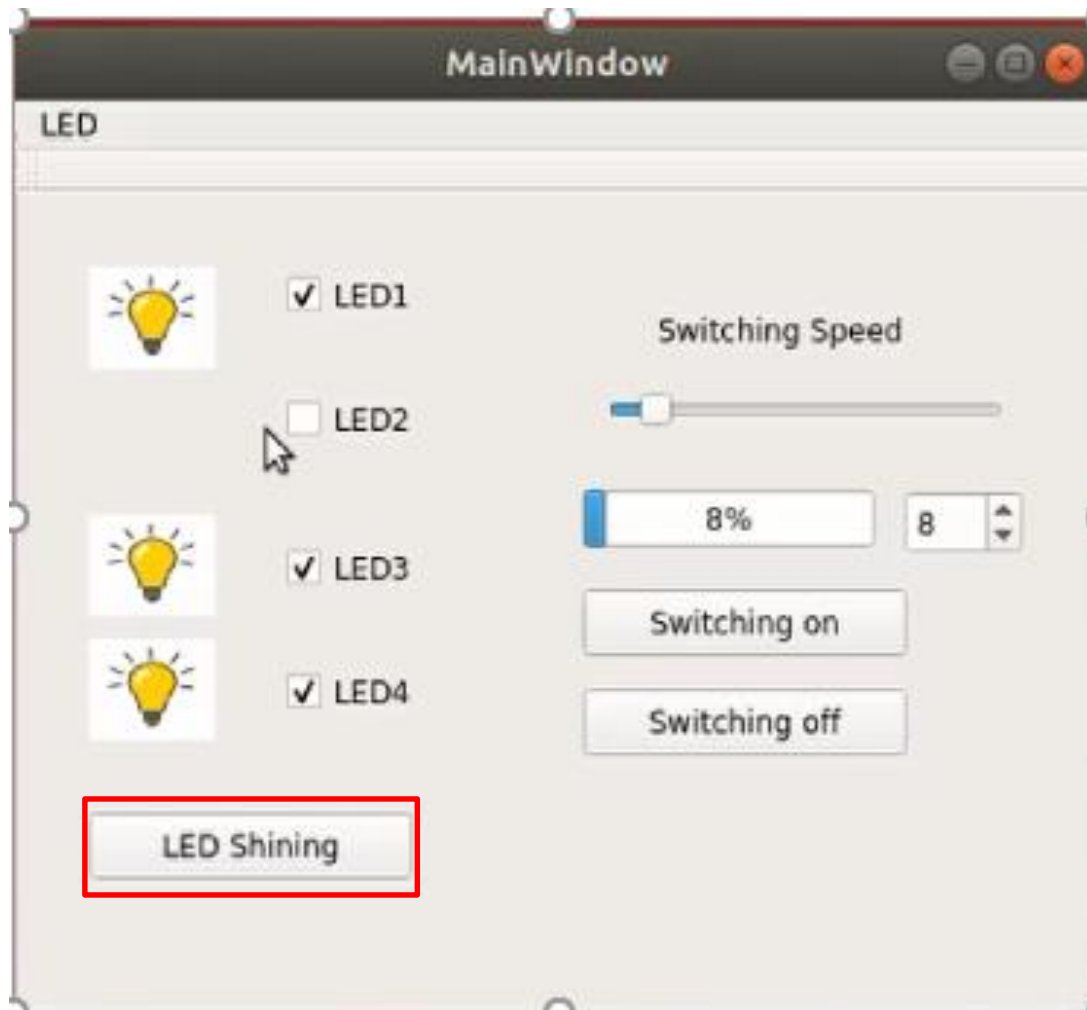 MainWindow
LED
LED1
Switching Speed
LED2
8%
8
LED3
Switching on
LED4
Switching off
LED Shining